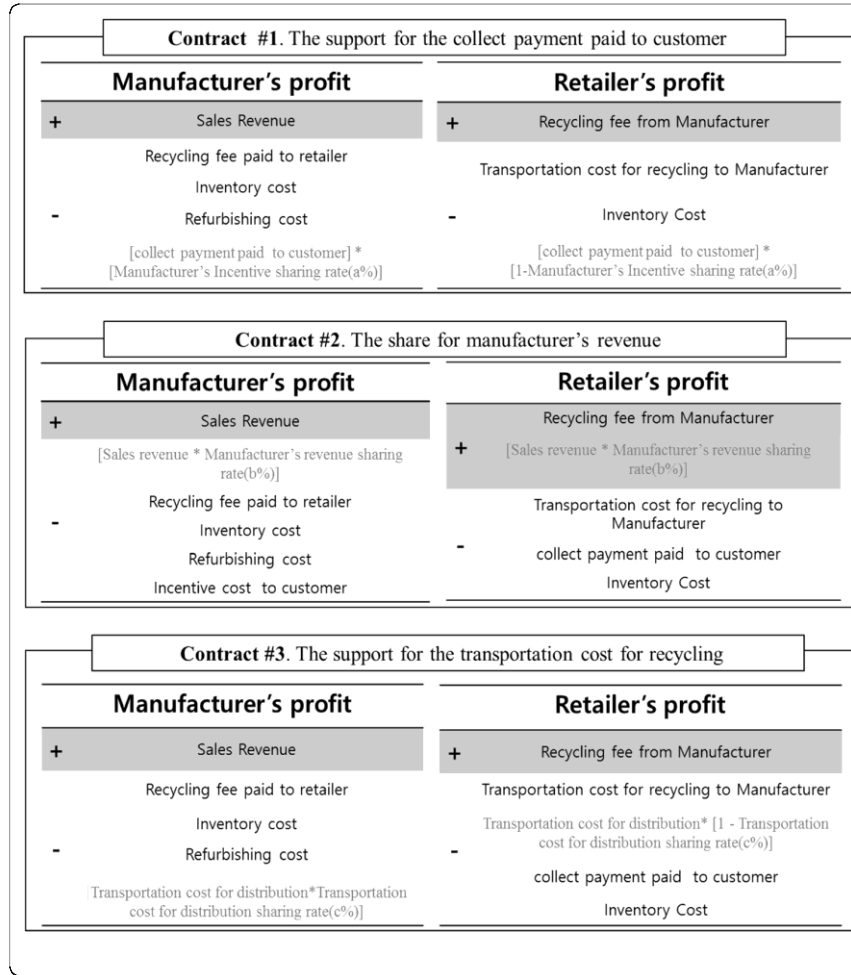 Contract #1. The support for the collect payment paid to customer
Manufacturer's profit
+ Sales Revenue
Recycling fee paid to retailer
Inventory cost
- Refurbishing cost
[collect payment paid to customer] *
[Manufacturer's Incentive sharing rate(a%)]
Retailer's profit
+ Recycling fee from Manufacturer
Transportation cost for recycling to Manufacturer
- Inventory Cost
[collect payment paid to customer] *
[1-Manufacturer's Incentive sharing rate(a%)]
Contract #2. The share for manufacturer's revenue
Manufacturer's profit
+ Sales Revenue
[Sales revenue * Manufacturer's revenue sharing
rate(b%)]
Recycling fee paid to retailer
- Inventory cost
Refurbishing cost
Incentive cost to customer
Retailer's profit
Recycling fee from Manufacturer
+ [Sales revenue * Manufacturer's revenue sharing
rate(b%)]
Transportation cost for recycling to
Manufacturer
- collect payment paid to customer
Inventory Cost
Contract #3. The support for the transportation cost for recycling
Manufacturer's profit
+ Sales Revenue
Recycling fee paid to retailer
Inventory cost
- Refurbishing cost
[Transportation cost for distribution*Transportation
cost for distribution sharing rate(c%)]
Retailer's profit
+ Recycling fee from Manufacturer
Transportation cost for recycling to Manufacturer
Transportation cost for distribution* [1 - Transportation
- cost for distribution sharing rate(c%)]
collect payment paid to customer
Inventory Cost